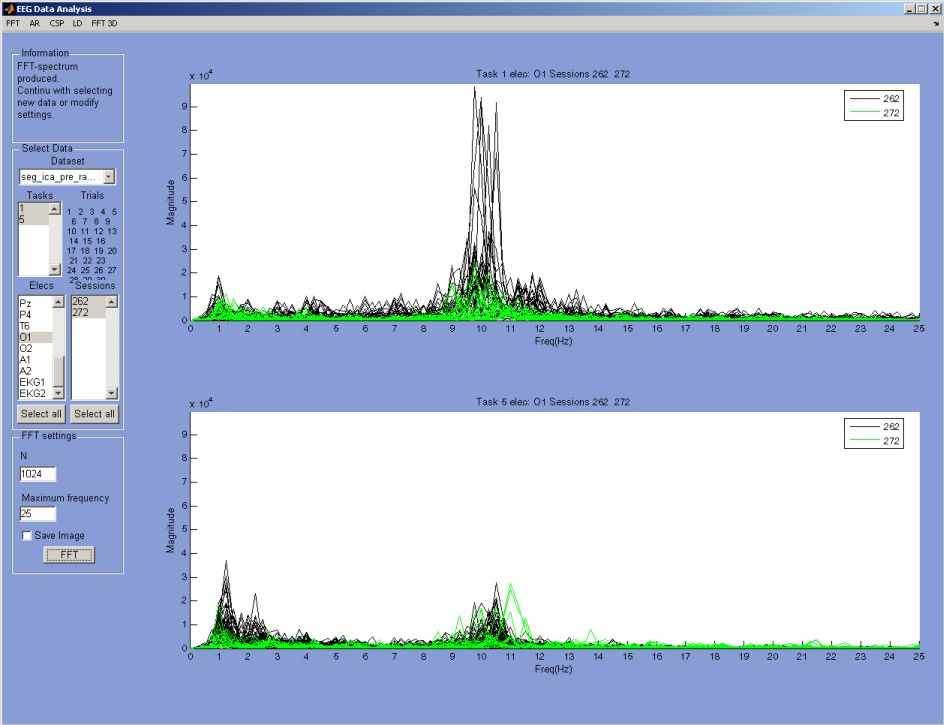 EEG Data Analysis
FFT AR CSP LD FFT 3D
Information
FFT-spectrum
produced.
Continu with selecting
new data or modify
settings.
Select Data
Dataset
seg_ica_pre_ra...
Tasks Trials
1
5
1 2 3 4 5
6 7 8 9
10 11 12 13
14 15 16
17 18 19 20
21 22 23
24 25 26 27
28 29 30
Elecs Sessions
Pz
P4
T6
O1
O2
A1
A2
EKG1
EKG2
262
272
Select all Select all
FFT settings
N
1024
Maximum frequency
25
Save Image
FFT
Task 1 elec: O1 Sessions 262 272
x 10^4
9
8
7
6
5
4
3
2
1
0
Magnitude
262
272
0 1 2 3 4 5 6 7 8 9 10 11 12 13 14 15 16 17 18 19 20 21 22 23 24 25
Freq(Hz)
Task 5 elec: O1 Sessions 262 272
x 10^4
9
8
7
6
5
4
3
2
1
0
Magnitude
262
272
0 1 2 3 4 5 6 7 8 9 10 11 12 13 14 15 16 17 18 19 20 21 22 23 24 25
Freq(Hz)